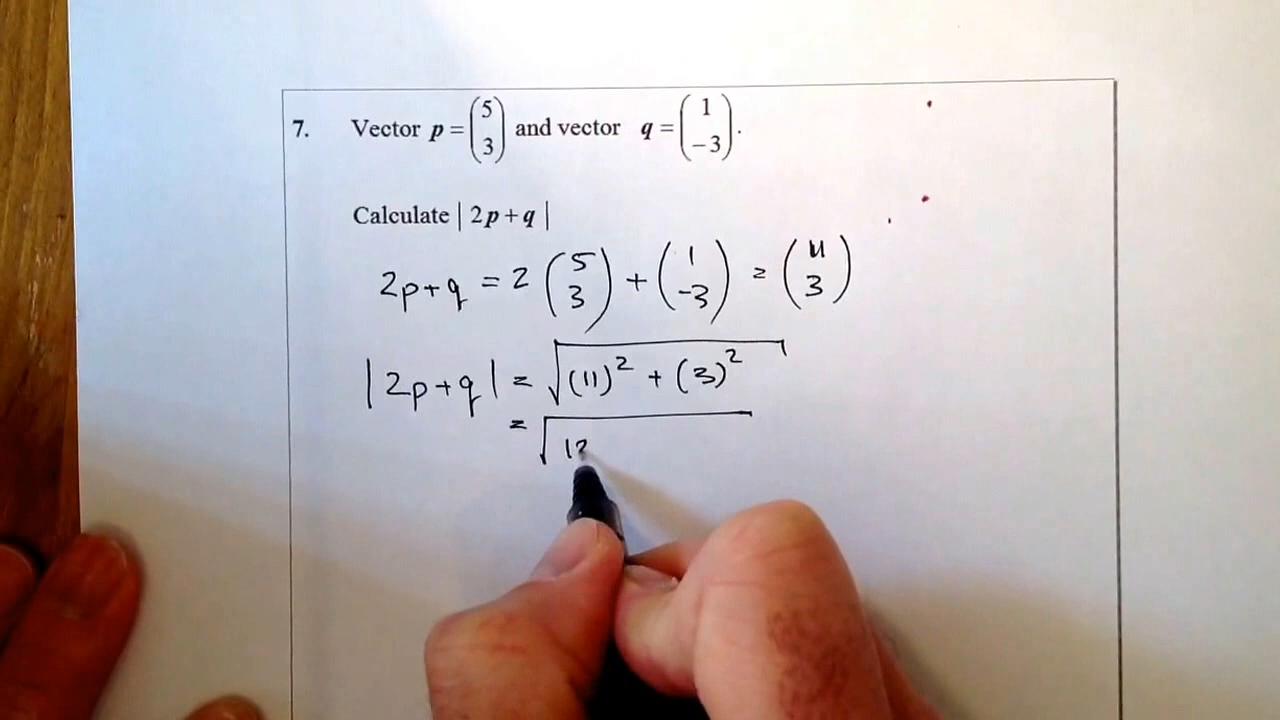 7. Vector p = (5 3) and vector q = (1 -3).
Calculate | 2p + q |
2p+q = 2 (5 3) + (1 -3) = (11 3)
|2p+q| = √(11)² + (3)²
= √12